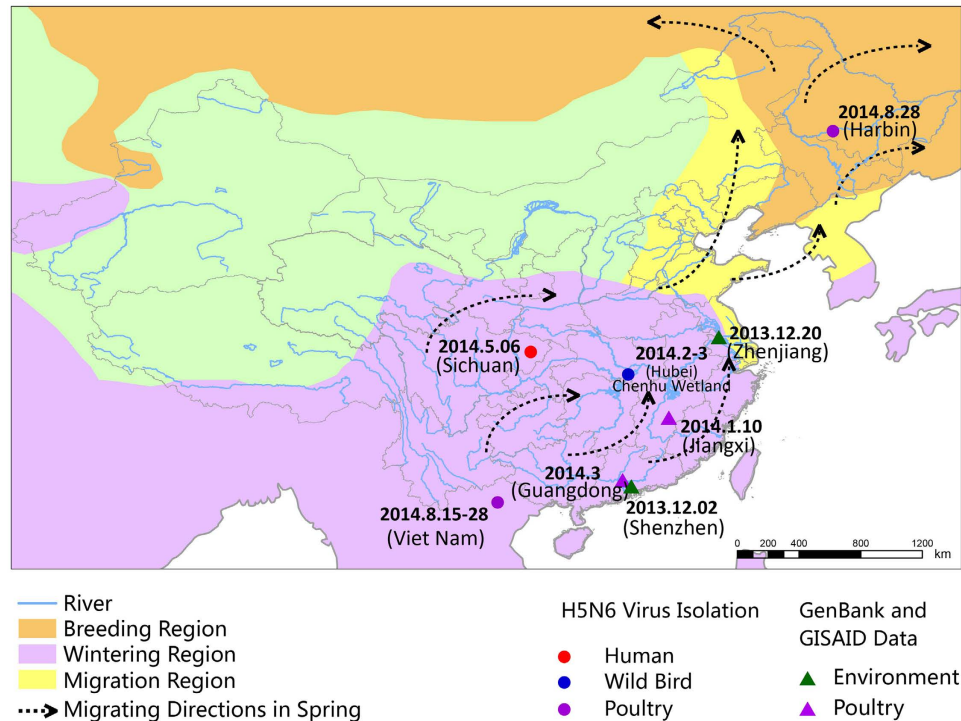 2014.8.28
(Harbin)
2013.12.20
(Zhenjiang)
2014.5.06
(Sichuan)
2014.2-3
(Hubei)
Chenhu Wetland
2014.1.10
(Jiangxi)
2014.3
(Guangdong)
2013.12.02
(Shenzhen)
2014.8.15-28
(Viet Nam)
0 200 400 800 1200
km
River
Breeding Region
Wintering Region
Migration Region
Migrating Directions in Spring
H5N6 Virus Isolation
Human
Wild Bird
Poultry
GenBank and
GISAID Data
Environment
Poultry